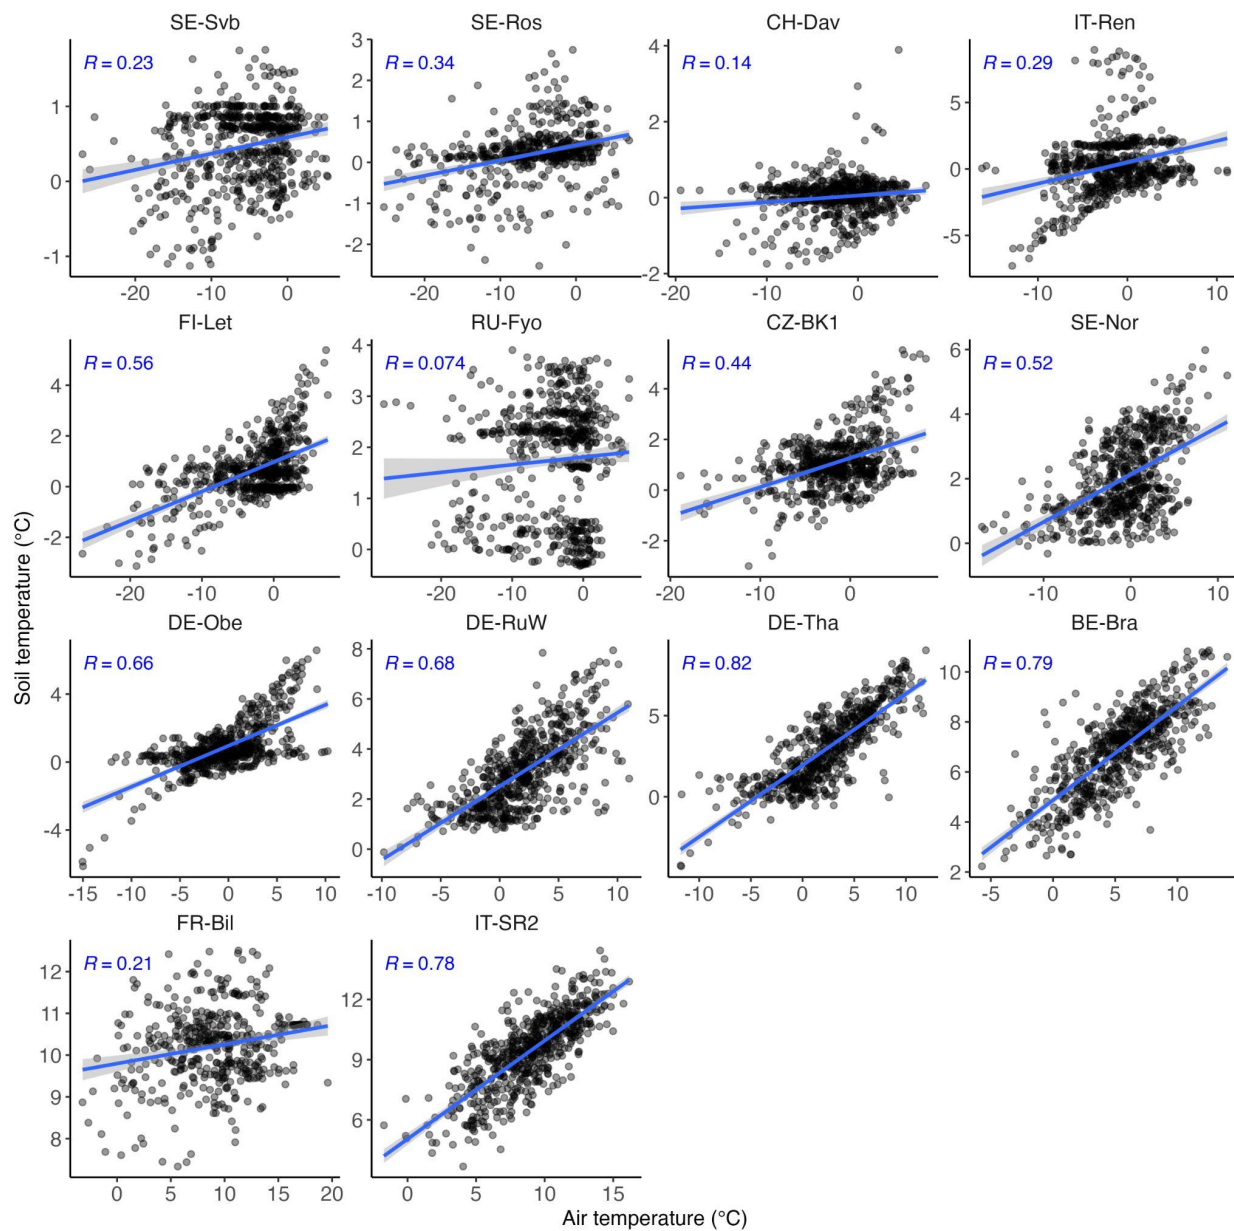 SE-Svb SE-Ros CH-Dav IT-Ren
R = 0.23 R = 0.34 R = 0.14 R = 0.29
1 0 -1
3 2 1 0 -1 -2
4 2 0 -2
5 0 -5
-20 -10 0 -20 -10 0 -20 -10 0 -10 0 10
FI-Let RU-Fyo CZ-BK1 SE-Nor
R = 0.56 R = 0.074 R = 0.44 R = 0.52
4 2 0 -2
4 3 2 1 0
4 2 0 -2
6 4 2 0
-20 -10 0 -20 -10 0 -20 -10 0 -10 0 10
DE-Obe DE-RuW DE-Tha BE-Bra
R = 0.66 R = 0.68 R = 0.82 R = 0.79
4 0 -4
8 6 4 2 0
5 0
10 8 6 4 2
-15 -10 -5 0 5 10 -10 -5 0 5 10 -10 -5 0 5 10 -5 0 5 10
FR-Bil IT-SR2
R = 0.21 R = 0.78
12 11 10 9 8
12 9 6
0 5 10 15 20 0 5 10 15
Soil temperature (°C)
Air temperature (°C)